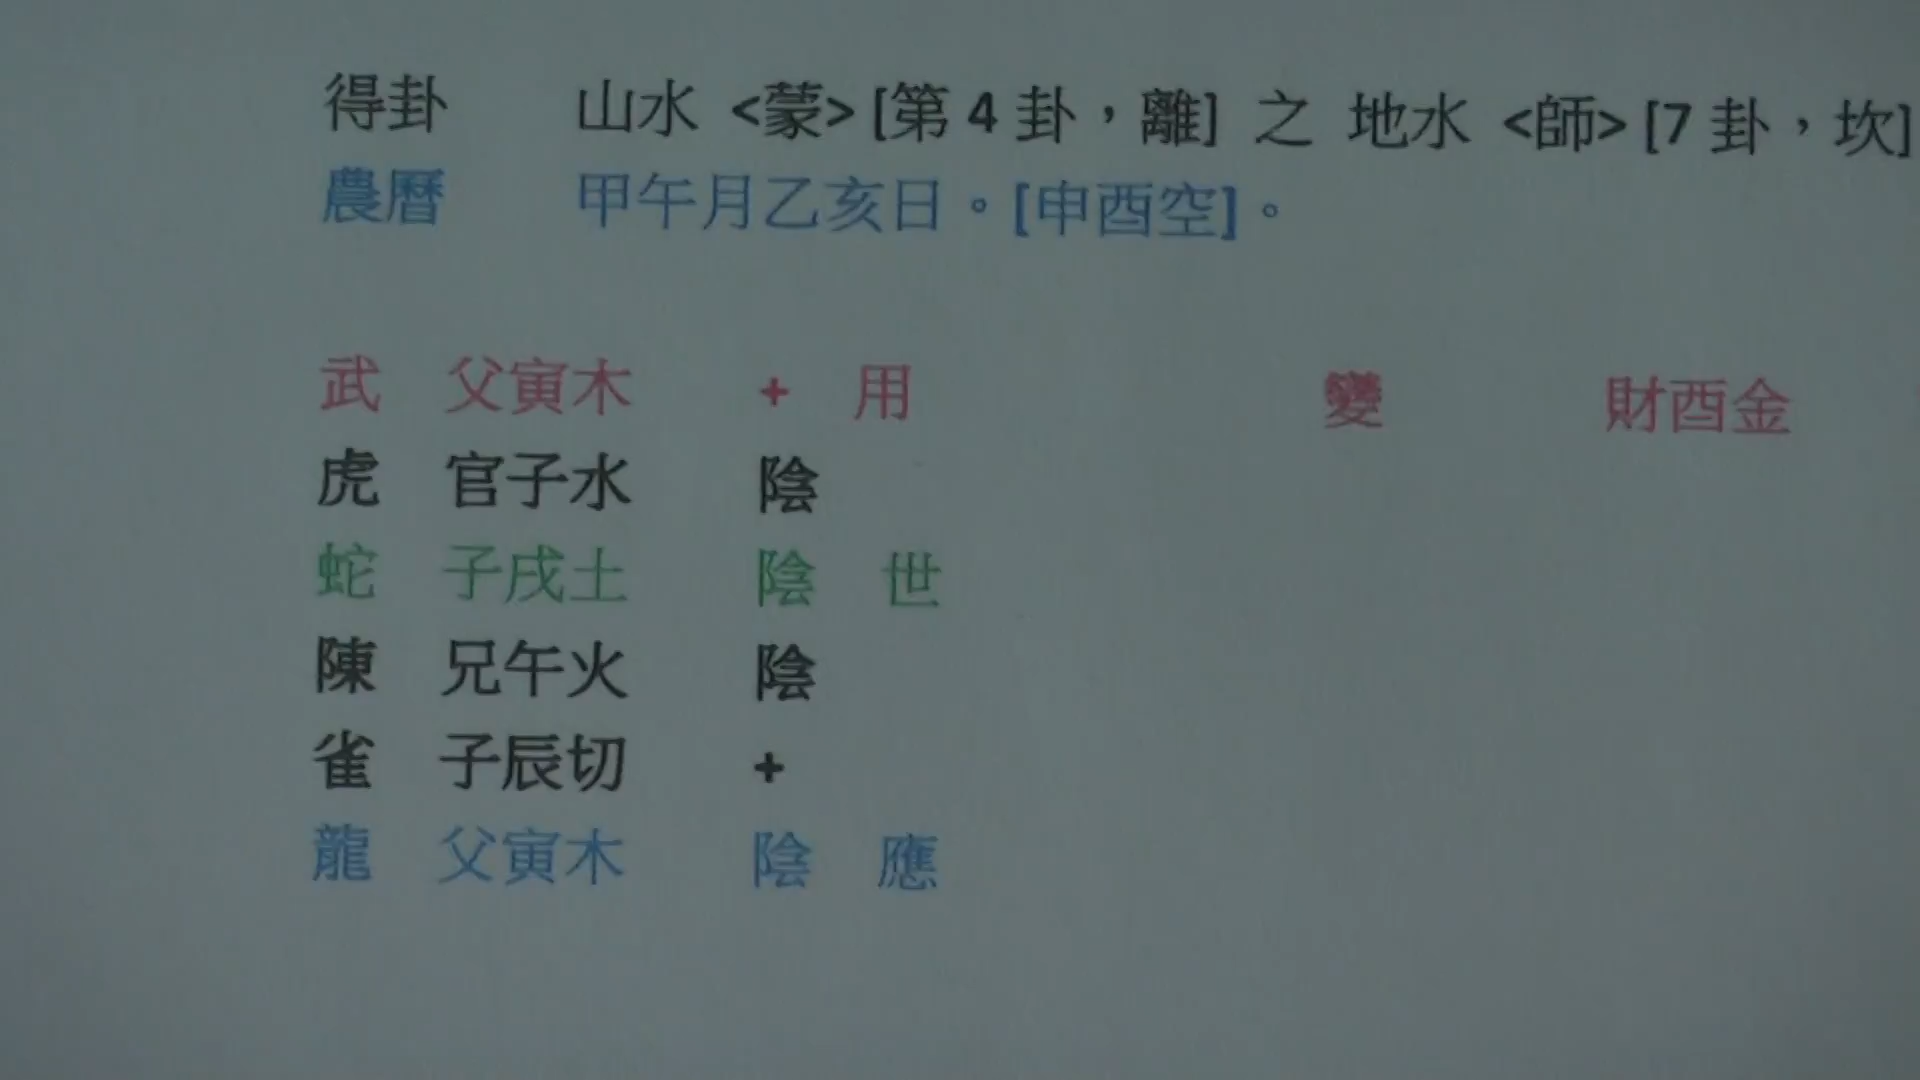 得卦 山水 <蒙> [第 4 卦，離] 之 地水 <師> [7 卦，坎]
農曆 甲午月乙亥日。[申酉空]。
武 父寅木 + 用 變 財酉金
虎 官子水 陰
蛇 子戌土 陰 世
陳 兄午火 陰
雀 子辰切 +
龍 父寅木 陰 應